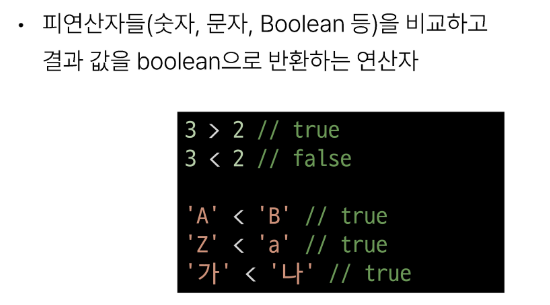 • 피연산자들(숫자, 문자, Boolean 등)을 비교하고
결과 값을 boolean으로 반환하는 연산자
3 > 2 // true
3 < 2 // false
'A' < 'B' // true
'Z' < 'a' // true
'가' < '나' // true